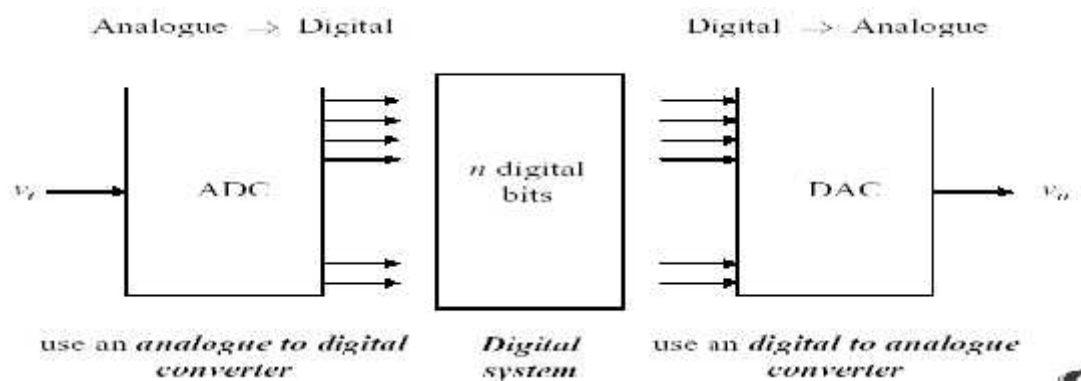 Analogue -> Digital
Digital -> Analogue
ADC
n digital
bits
DAC
v_o
use an analogue to digital
converter
Digital
system
use an digital to analogue
converter